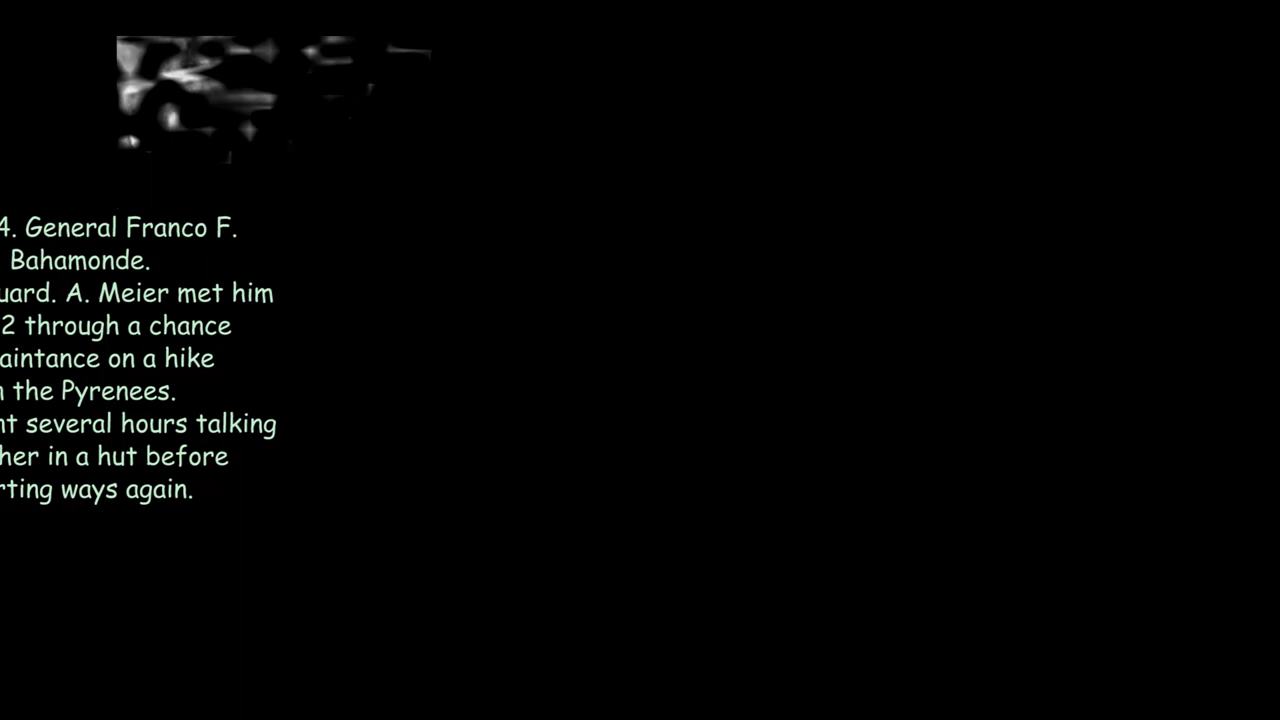 4. General Franco F.
Bahamonde.
uard. A. Meier met him
2 through a chance
aintance on a hike
the Pyrenees.
nt several hours talking
her in a hut before
rting ways again.